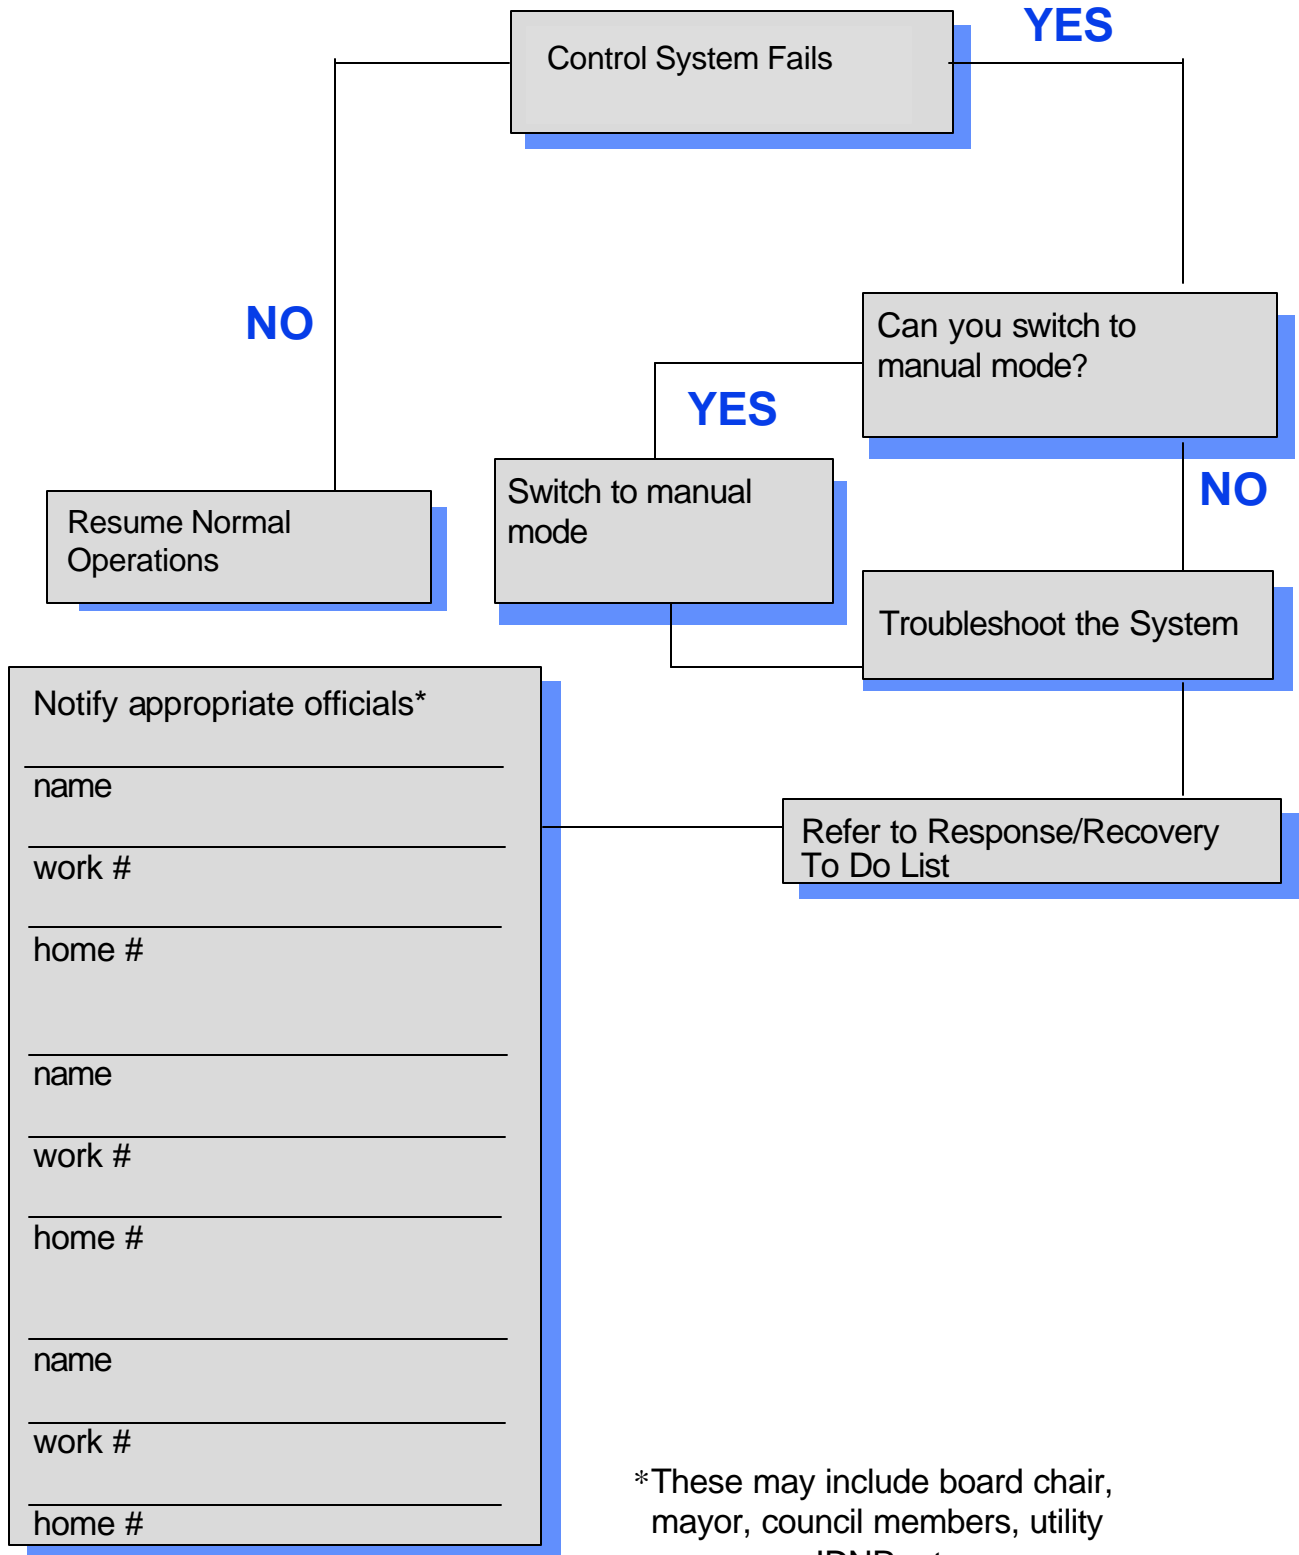 Control System Fails
YES
NO
Can you switch to
manual mode?
YES
NO
Switch to manual
mode
Resume Normal
Operations
Troubleshoot the System
Notify appropriate officials*
name
work #
home #
name
work #
home #
name
work #
home #
Refer to Response/Recovery
To Do List
*These may include board chair,
mayor, council members, utility